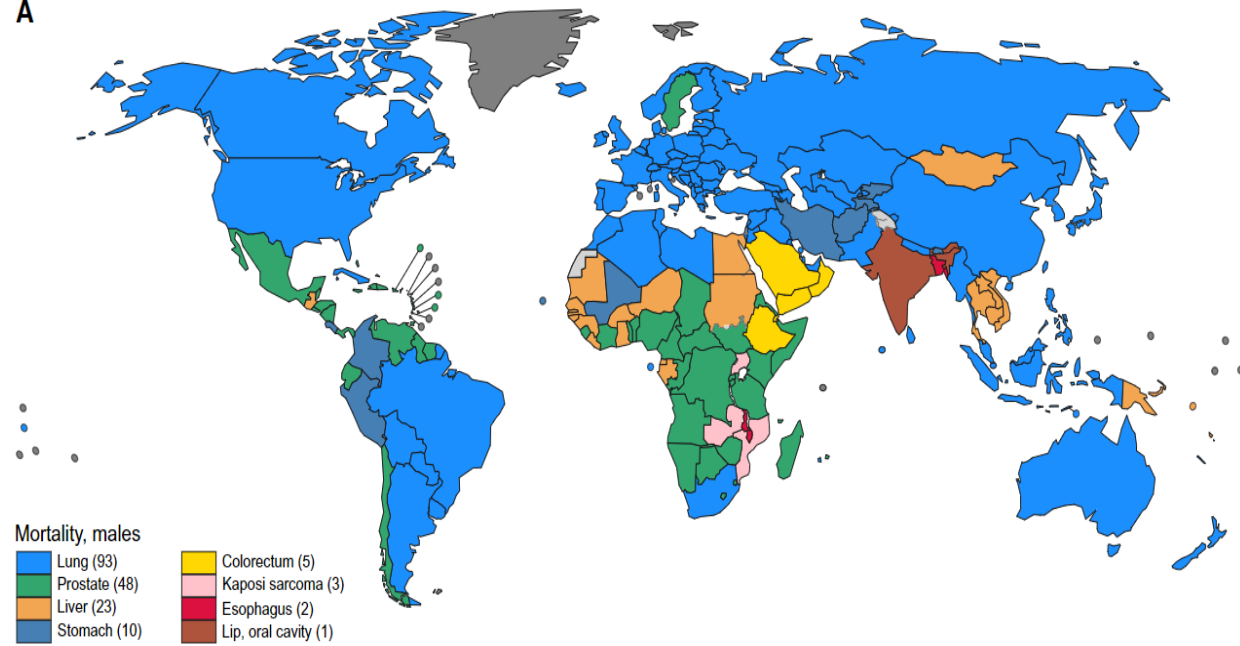 A
Mortality, males
Lung (93)
Prostate (48)
Liver (23)
Stomach (10)
Colorectum (5)
Kaposi sarcoma (3)
Esophagus (2)
Lip, oral cavity (1)